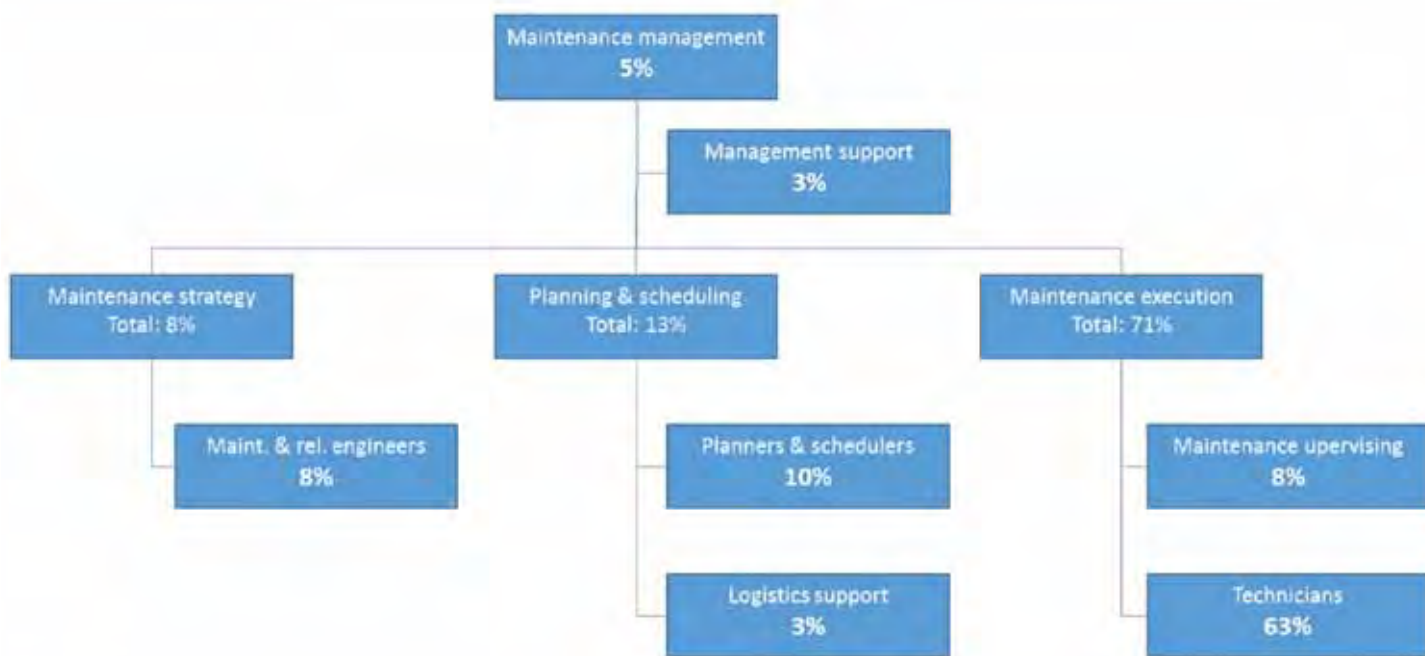 Maintenance management
5%
Management support
3%
Maintenance strategy
Total: 8%
Planning & scheduling
Total: 13%
Maintenance execution
Total: 71%
Maint. & rel. engineers
8%
Planners & schedulers
10%
Maintenance upervising
8%
Logistics support
3%
Technicians
63%